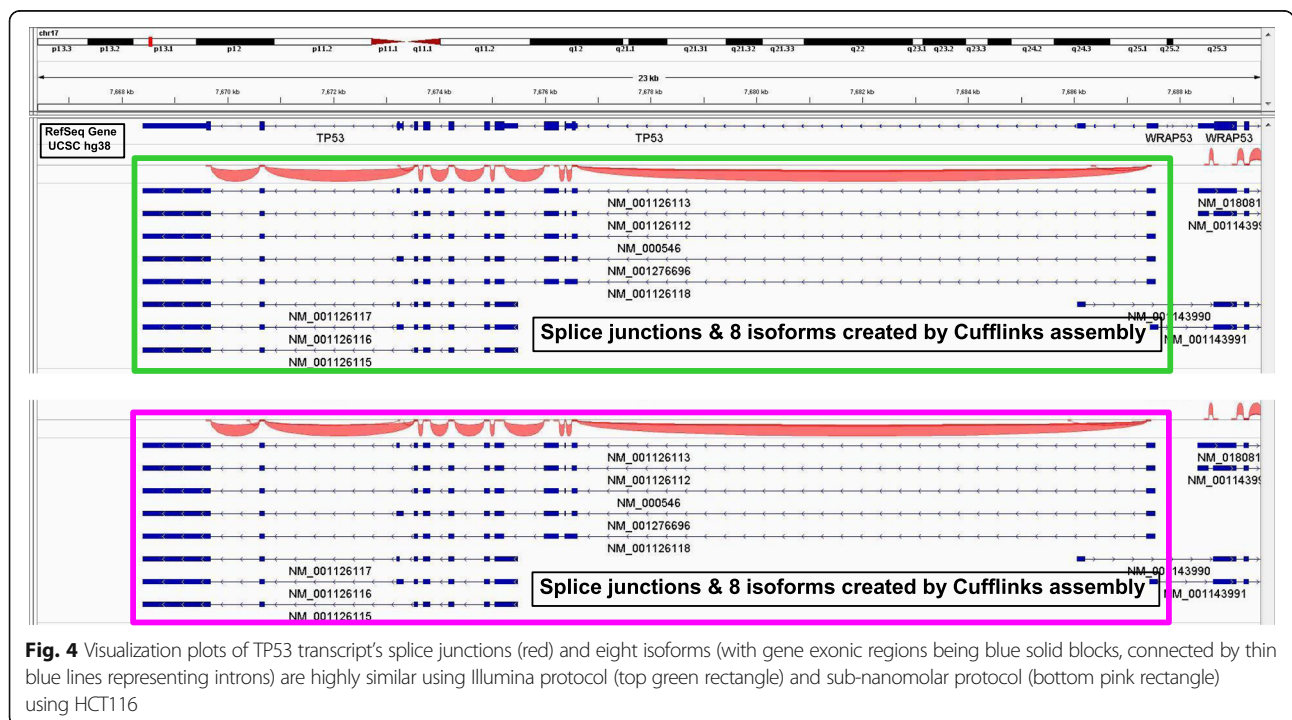 chr17
p13.3 p13.2 p13.1 p12 p11.2 p11.1 q11.1 q11.2 q12 q21.1 q21.31 q21.32 q21.33 q22 q23.1 q23.2 q23.3 q24.1 q24.2 q24.3 q25.1 q25.2 q25.3
23 kb
7,668 kb 7,670 kb 7,672 kb 7,674 kb 7,676 kb 7,678 kb 7,680 kb 7,682 kb 7,684 kb 7,686 kb 7,688 kb
RefSeq Gene
UCSC hg38
TP53 TP53 WRAP53 WRAP53
NM_001126113 NM_018081
NM_001126112 NM_00114399
NM_000546
NM_001276696
NM_001126118
NM_001126117 NM_001143990
NM_001126116 NM_001143991
NM_001126115
Splice junctions & 8 isoforms created by Cufflinks assembly
NM_001126113 NM_018081
NM_001126112 NM_00114399
NM_000546
NM_001276696
NM_001126118
NM_001126117 NM_001143990
NM_001126116 NM_001143991
NM_001126115
Splice junctions & 8 isoforms created by Cufflinks assembly
Fig. 4 Visualization plots of TP53 transcript’s splice junctions (red) and eight isoforms (with gene exonic regions being blue solid blocks, connected by thin
blue lines representing introns) are highly similar using Illumina protocol (top green rectangle) and sub-nanomolar protocol (bottom pink rectangle)
using HCT116